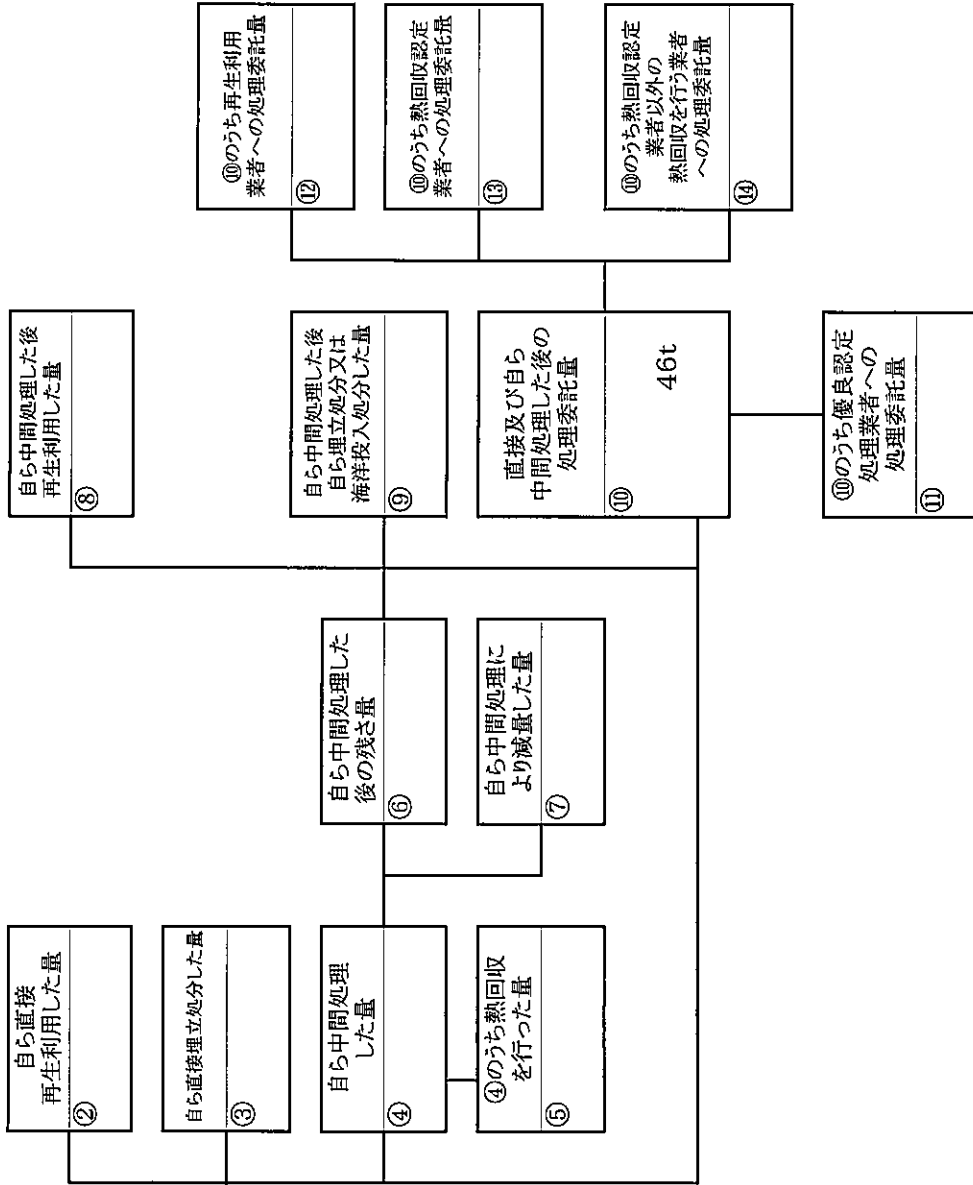 自ら直接
再生利用した量
②
自ら直接埋立処分した量
③
自ら中間処理
した量
④
④のうち熱回収
を行った量
⑤
自ら中間処理した
後の残さ量
⑥
自ら中間処理に
より減量した量
⑦
自ら中間処理した後
再生利用した量
⑧
自ら中間処理した後
自ら埋立処分又は
海洋投入処分した量
⑨
直接及び自ら
中間処理した後の
処理委託量
⑩
46t
⑩のうち優良認定
処理業者への
処理委託量
⑪
⑩のうち再生利用
業者への処理委託量
⑫
⑩のうち熱回収認定
業者への処理委託量
⑬
⑩のうち熱回収認定
業者以外の
熱回収を行う業者
への処理委託量
⑭